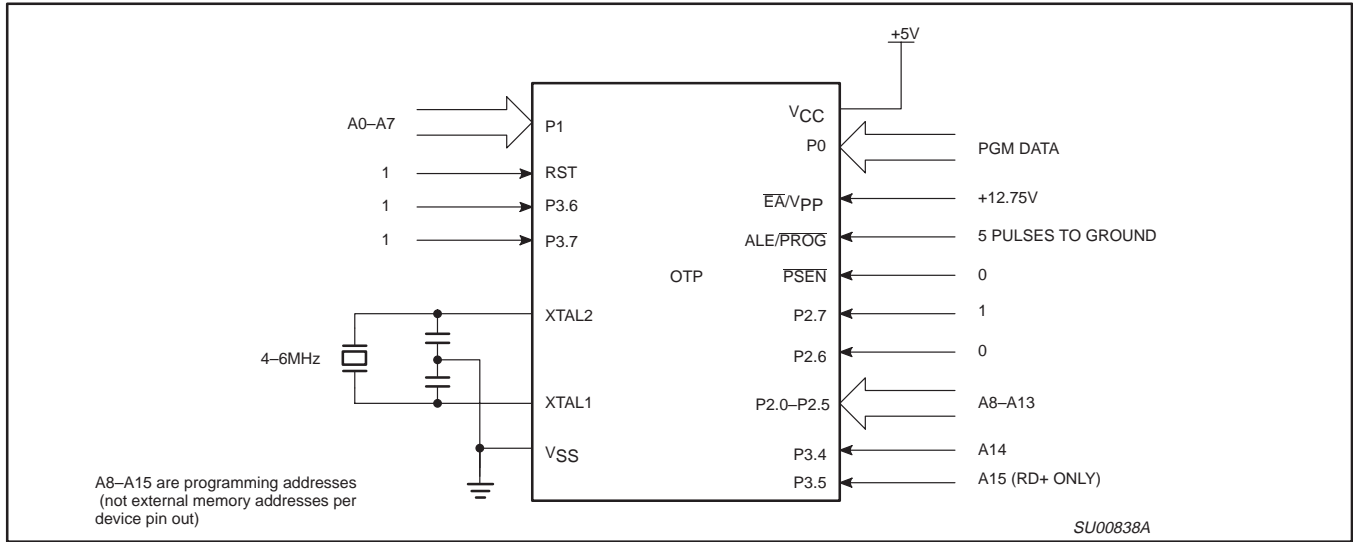 +5V
A0–A7
P1
VCC
P0
PGM DATA
1
RST
1
P3.6
EA/VPP
+12.75V
1
P3.7
ALE/PROG
5 PULSES TO GROUND
OTP
PSEN
0
XTAL2
P2.7
1
4–6MHz
P2.6
0
XTAL1
P2.0–P2.5
A8–A13
VSS
P3.4
A14
P3.5
A15 (RD+ ONLY)
A8–A15 are programming addresses
(not external memory addresses per
device pin out)
SU00838A